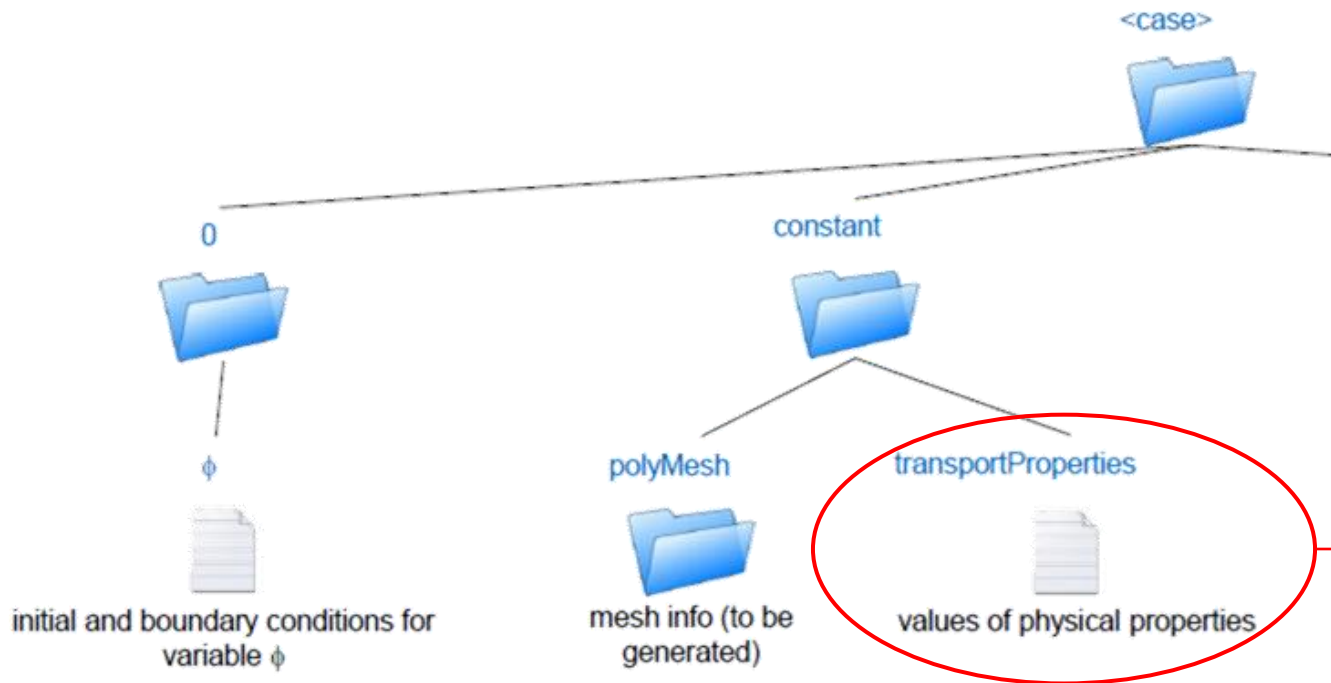 <case>
0
constant
ϕ
polyMesh
transportProperties
initial and boundary conditions for
variable ϕ
mesh info (to be
generated)
values of physical properties